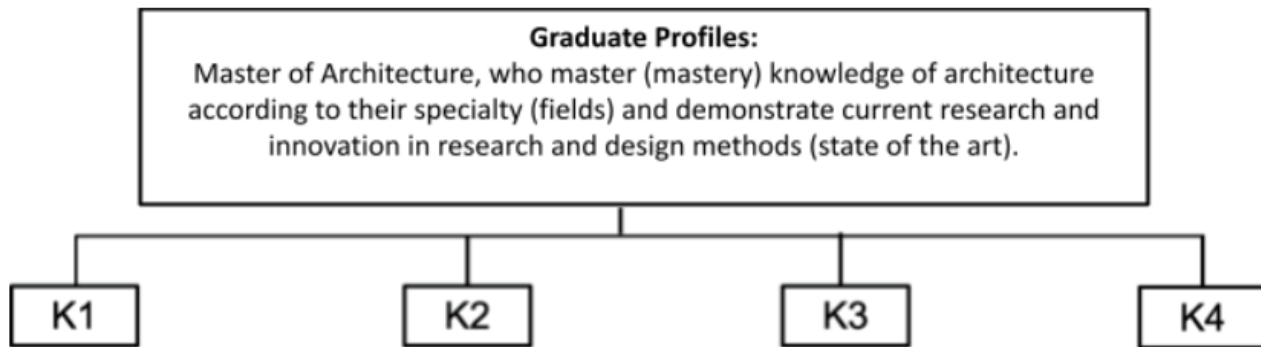 Graduate Profiles:
Master of Architecture, who master (mastery) knowledge of architecture
according to their specialty (fields) and demonstrate current research and
innovation in research and design methods (state of the art).
K1
K2
K3
K4